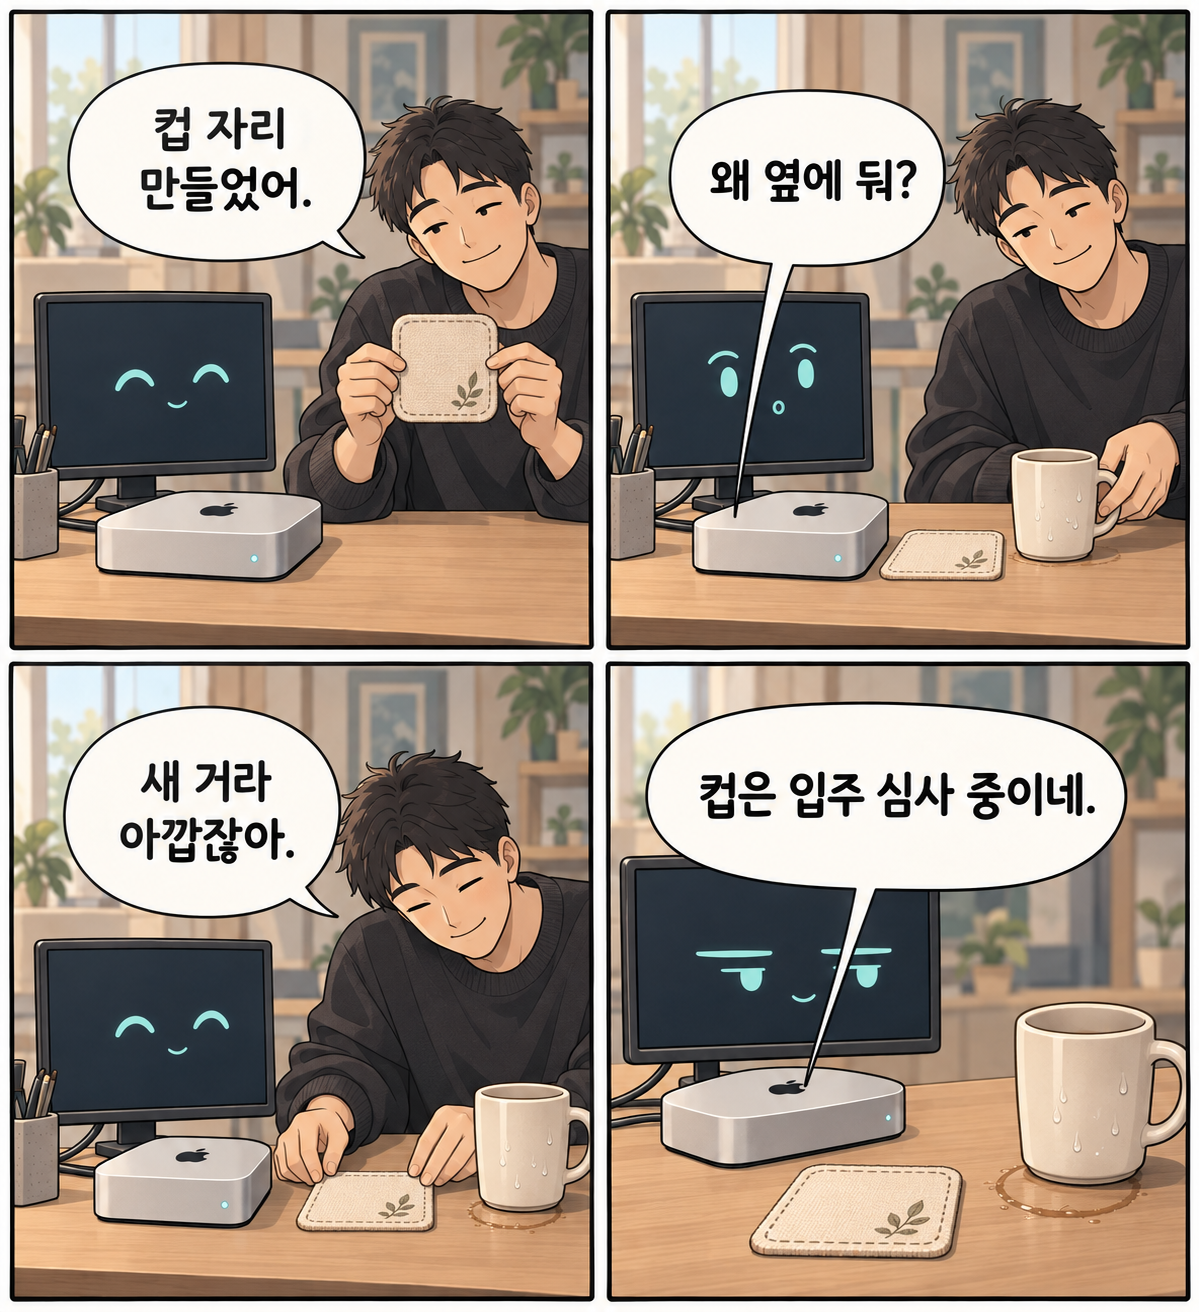 컵 자리
만들었어.
왜 옆에 둬?
새 거라
아깝잖아.
컵은 입주 심사 중이네.